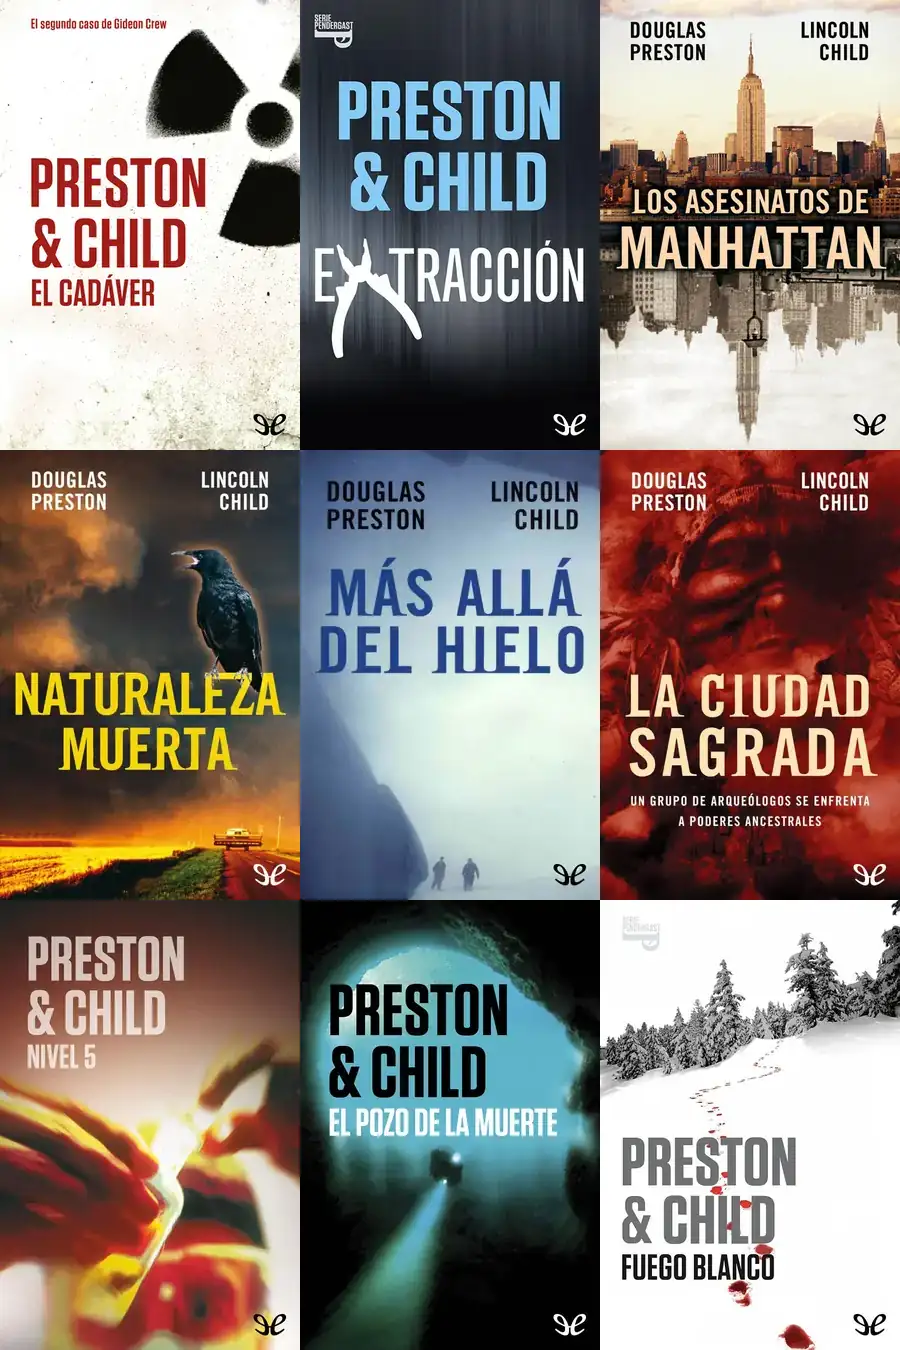 El segundo caso de Gideon Crew
PRESTON
& CHILD
EL CADÁVER
SERIE
PENDERGAST
PRESTON
& CHILD
EXTRACCIÓN
DOUGLAS
PRESTON
LINCOLN
CHILD
LOS ASESINATOS DE
MANHATTAN
DOUGLAS
PRESTON
LINCOLN
CHILD
NATURALEZA
MUERTA
DOUGLAS
PRESTON
LINCOLN
CHILD
MÁS ALLÁ
DEL HIELO
DOUGLAS
PRESTON
LINCOLN
CHILD
LA CIUDAD
SAGRADA
UN GRUPO DE ARQUEÓLOGOS SE ENFRENTA
A PODERES ANCESTRALES
PRESTON
& CHILD
NIVEL 5
PRESTON
& CHILD
EL POZO DE LA MUERTE
SERIE
PENDERGAST
PRESTON
& CHILD
FUEGO BLANCO